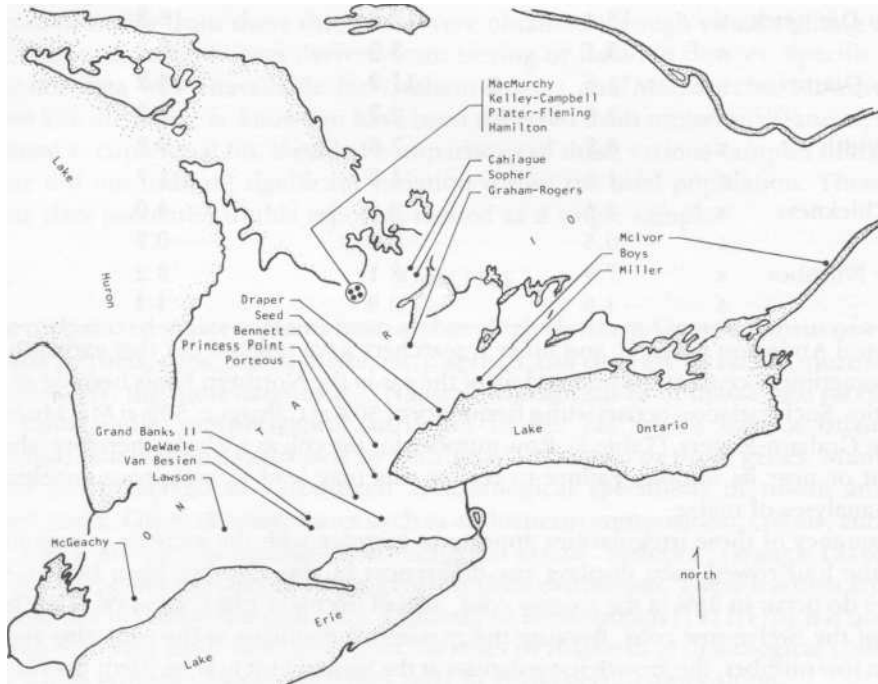 MacMurchy
Kelley-Campbell
Plater-Fleming
Hamilton
Cahiague
Sopher
Graham-Rogers
McIvor
Boys
Miller
Lake
Huron
Draper
Seed
Bennett
Princess Point
Porteous
Grand Banks II
DeWaele
Van Besien
Lawson
McGeachy
Lake Ontario
O N T A R I O
Lake Erie
north